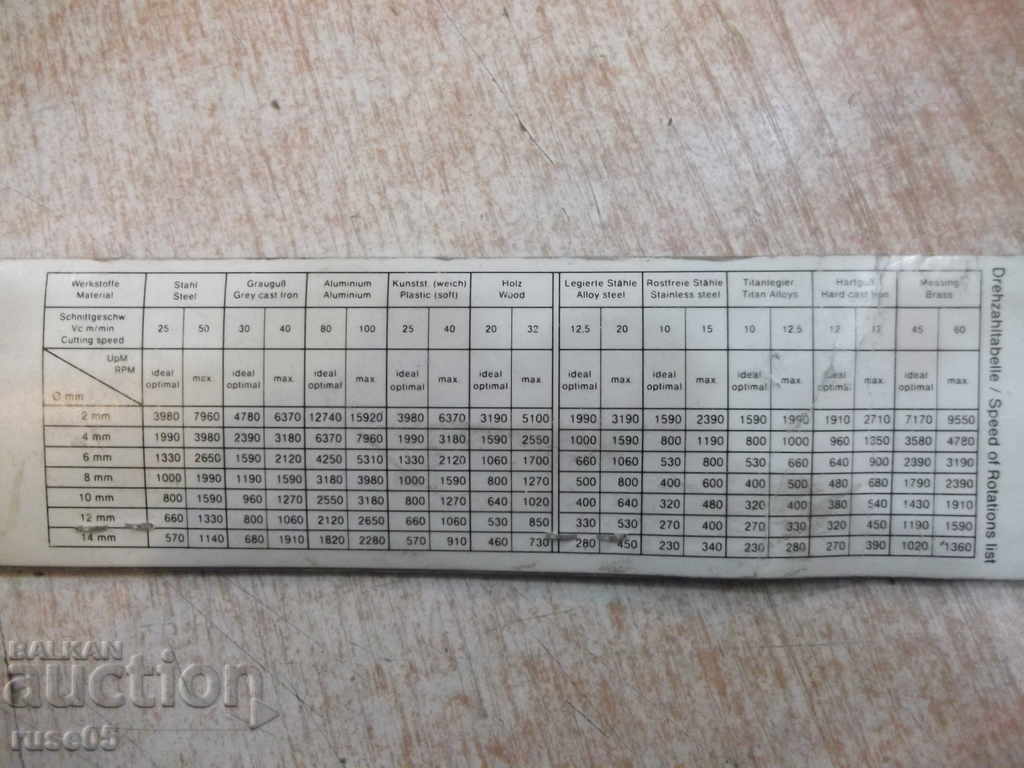 Werkstoffe Stahl Grauguß Aluminium Kunstst. (weich) Holz Legierte Stähle Rostfreie Stähle Titanlegier Hartguß Messing
Material Steel Grey cast Iron Aluminium Plastic (soft) Wood Alloy steel Stainless steel Titan Alloys Hard cast Iron Brass
Schnittgeschw
Vc m/min 25 50 30 40 80 100 25 40 20 32 12.5 20 10 15 10 12.5 12 17 45 60
Cutting speed
UpM
RPM ideal ideal ideal ideal ideal ideal ideal ideal ideal ideal
optimal max. optimal max. optimal max. optimal max. optimal max. optimal max. optimal max. optimal max. optimal max. optimal max.
Ø mm
2 mm 3980 7960 4780 6370 12740 15920 3980 6370 3190 5100 1990 3190 1590 2390 1590 1990 1910 2710 7170 9550
4 mm 1990 3980 2390 3180 6370 7960 1990 3180 1590 2550 1000 1590 800 1190 800 1000 960 1350 3580 4780
6 mm 1330 2650 1590 2120 4250 5310 1330 2120 1060 1700 660 1060 530 800 530 660 640 900 2390 3190
8 mm 1000 1990 1190 1590 3180 3980 1000 1590 800 1270 500 800 400 600 400 500 480 680 1790 2390
10 mm 800 1590 960 1270 2550 3180 800 1270 640 1020 400 640 320 480 320 400 380 540 1430 1910
12 mm 660 1330 800 1060 2120 2650 660 1060 530 850 330 530 270 400 270 330 320 450 1190 1590
14 mm 570 1140 680 1910 1820 2280 570 910 460 730 280 450 230 340 230 280 270 390 1020 1360
Drehzahltabelle / Speed of Rotations list
BALKAN
auction
ruse05